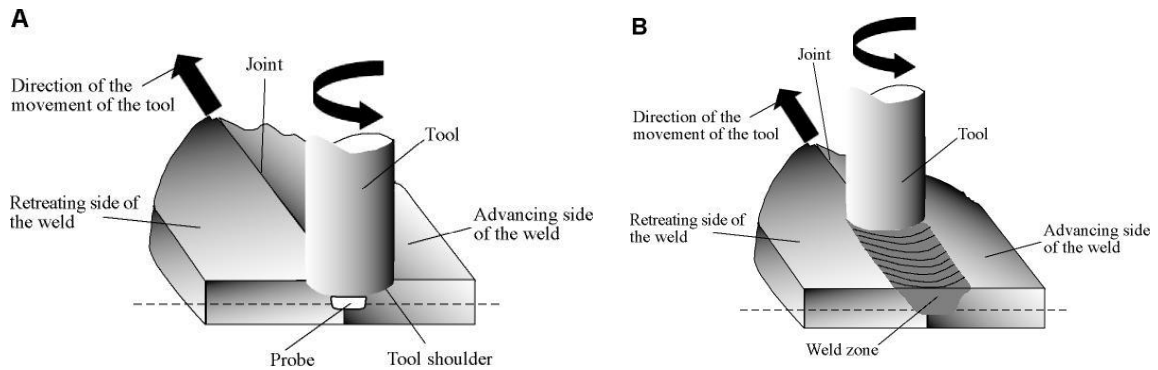 A
Joint
Direction of the
movement of the tool
Tool
Retreating side of
the weld
Advancing side
of the weld
Probe
Tool shoulder
B
Joint
Direction of the
movement of the tool
Tool
Retreating side of
the weld
Advancing side
of the weld
Weld zone